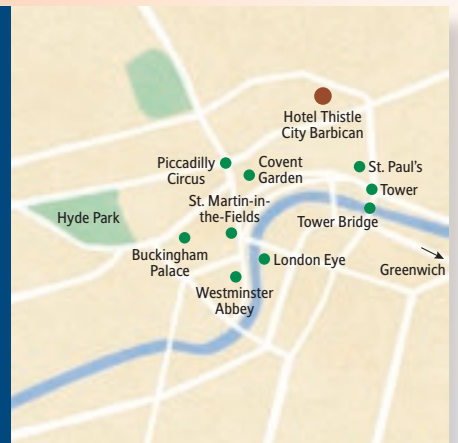 Hotel Thistle
City Barbican
Piccadilly
Circus
Covent
Garden
St. Paul's
Tower
St. Martin-in-
the-Fields
Hyde Park
Tower Bridge
Buckingham
Palace
London Eye
Greenwich
Westminster
Abbey